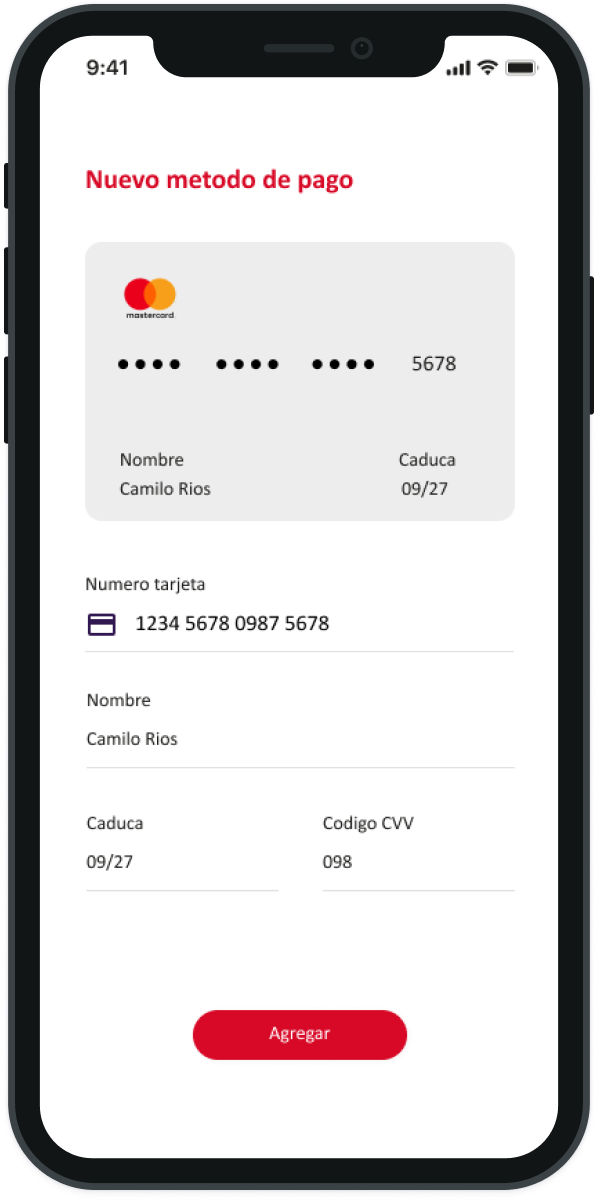 9:41
Nuevo metodo de pago
mastercard
●●●● ●●●● ●●●● 5678
Nombre Caduca
Camilo Rios 09/27
Numero tarjeta
1234 5678 0987 5678
Nombre
Camilo Rios
Caduca Codigo CVV
09/27 098
Agregar